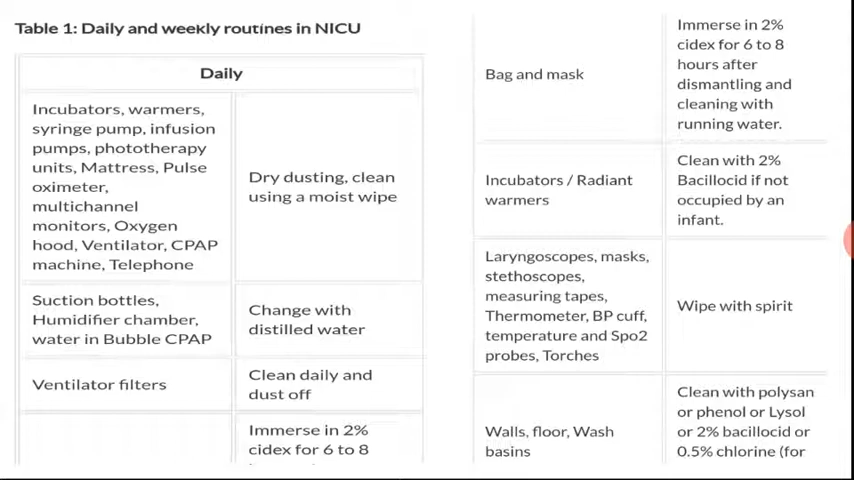 Table 1: Daily and weekly routines in NICU
Daily
Incubators, warmers,
syringe pump, infusion
pumps, phototherapy
units, Mattress, Pulse
oximeter,
multichannel
monitors, Oxygen
hood, Ventilator, CPAP
machine, Telephone
Dry dusting, clean
using a moist wipe
Suction bottles,
Humidifier chamber,
water in Bubble CPAP
Change with
distilled water
Ventilator filters
Clean daily and
dust off
Immerse in 2%
cidex for 6 to 8
Bag and mask
Immerse in 2%
cidex for 6 to 8
hours after
dismantling and
cleaning with
running water.
Incubators / Radiant
warmers
Clean with 2%
Bacillocid if not
occupied by an
infant.
Laryngoscopes, masks,
stethoscopes,
measuring tapes,
Thermometer, BP cuff,
temperature and Spo2
probes, Torches
Wipe with spirit
Walls, floor, Wash
basins
Clean with polysan
or phenol or Lysol
or 2% bacillocid or
0.5% chlorine (for